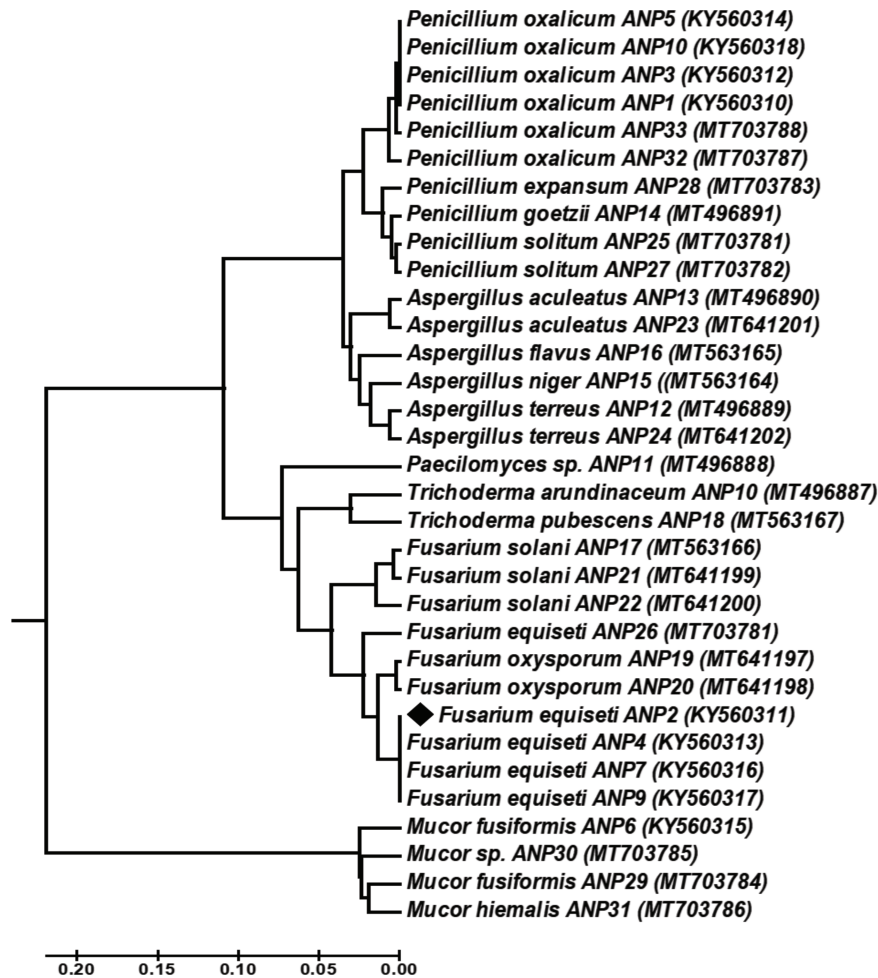 Penicillium oxalicum ANP5 (KY560314)
Penicillium oxalicum ANP10 (KY560318)
Penicillium oxalicum ANP3 (KY560312)
Penicillium oxalicum ANP1 (KY560310)
Penicillium oxalicum ANP33 (MT703788)
Penicillium oxalicum ANP32 (MT703787)
Penicillium expansum ANP28 (MT703783)
Penicillium goetzii ANP14 (MT496891)
Penicillium solitum ANP25 (MT703781)
Penicillium solitum ANP27 (MT703782)
Aspergillus aculeatus ANP13 (MT496890)
Aspergillus aculeatus ANP23 (MT641201)
Aspergillus flavus ANP16 (MT563165)
Aspergillus niger ANP15 ((MT563164)
Aspergillus terreus ANP12 (MT496889)
Aspergillus terreus ANP24 (MT641202)
Paecilomyces sp. ANP11 (MT496888)
Trichoderma arundinaceum ANP10 (MT496887)
Trichoderma pubescens ANP18 (MT563167)
Fusarium solani ANP17 (MT563166)
Fusarium solani ANP21 (MT641199)
Fusarium solani ANP22 (MT641200)
Fusarium equiseti ANP26 (MT703781)
Fusarium oxysporum ANP19 (MT641197)
Fusarium oxysporum ANP20 (MT641198)
Fusarium equiseti ANP2 (KY560311)
Fusarium equiseti ANP4 (KY560313)
Fusarium equiseti ANP7 (KY560316)
Fusarium equiseti ANP9 (KY560317)
Mucor fusiformis ANP6 (KY560315)
Mucor sp. ANP30 (MT703785)
Mucor fusiformis ANP29 (MT703784)
Mucor hiemalis ANP31 (MT703786)
0.20 0.15 0.10 0.05 0.00